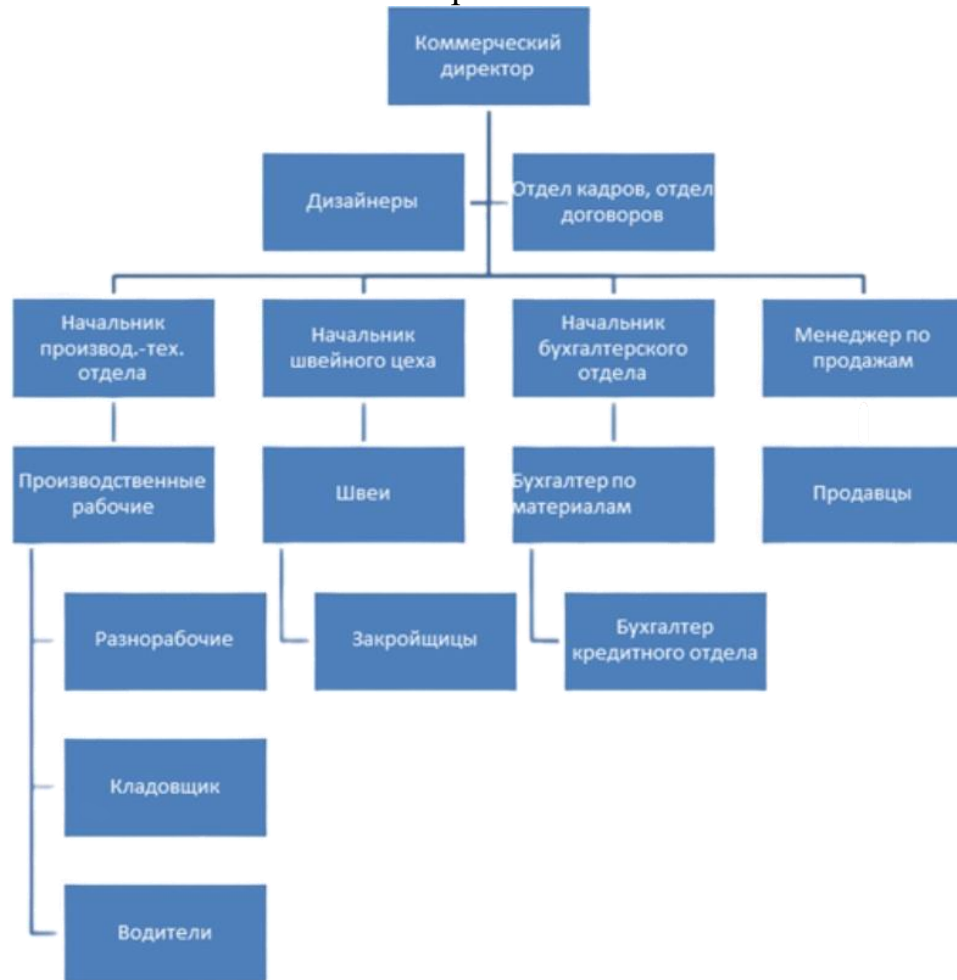 Коммерческий
директор
Дизайнеры
Отдел кадров, отдел
договоров
Начальник
производ.-тех.
отдела
Начальник
швейного цеха
Начальник
бухгалтерского
отдела
Менеджер по
продажам
Производственные
рабочие
Швеи
Бухгалтер по
материалам
Продавцы
Разнорабочие
Закройщицы
Бухгалтер
кредитного отдела
Кладовщик
Водители